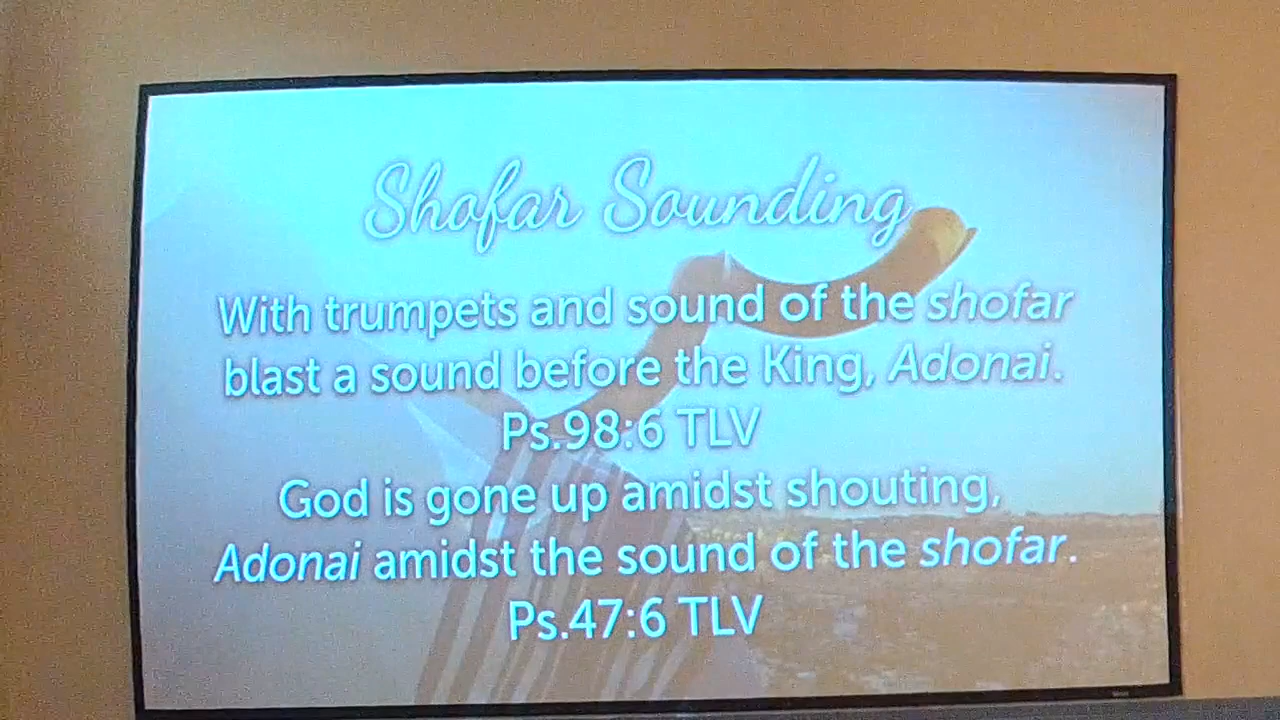 Shofar Sounding
With trumpets and sound of the shofar
blast a sound before the King, Adonai.
Ps.98:6 TLV
God is gone up amidst shouting,
Adonai amidst the sound of the shofar.
Ps.47:6 TLV